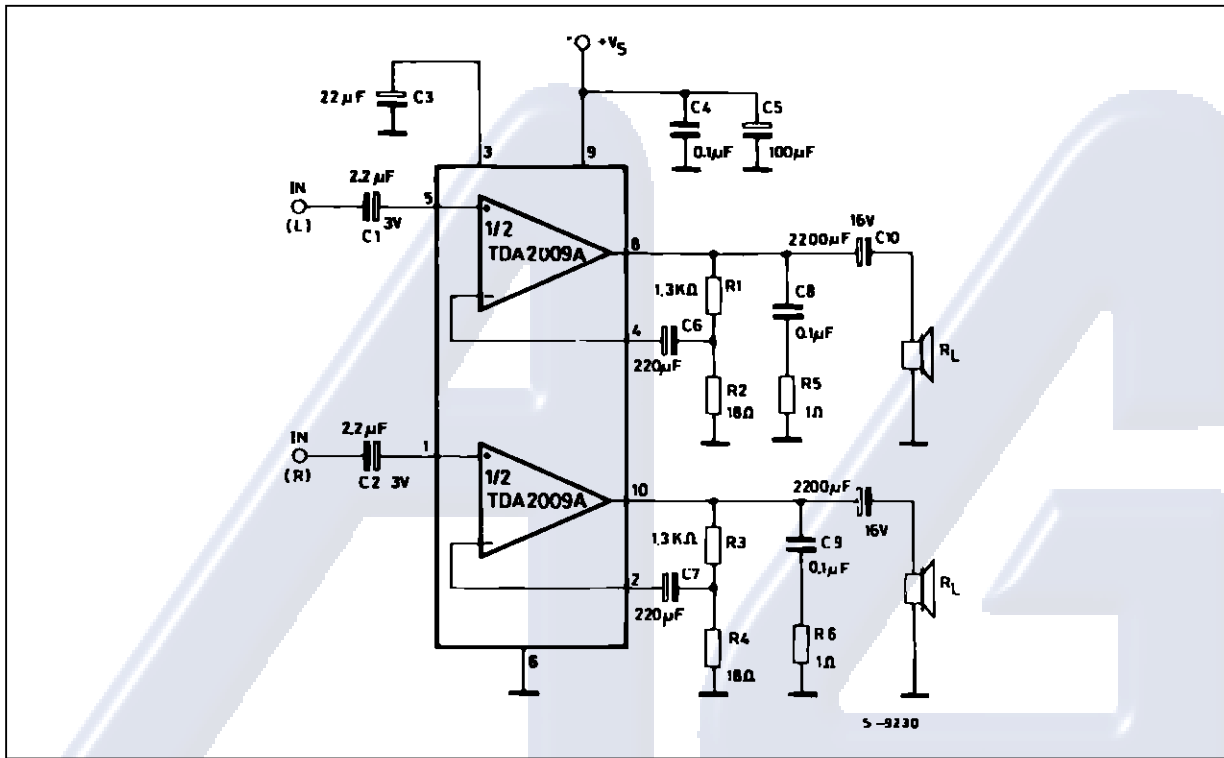 +VS
22µF C3
C4
C5
0.1µF
100µF
3
9
IN
(L)
2.2µF
3V
C1
5
1/2
TDA2009A
8
16V
2200µF C10
1.3KΩ R1
C8
0.1µF
4
C6
220µF
R2
18Ω
R5
1Ω
RL
IN
(R)
2.2µF
C2 3V
1
1/2
TDA2009A
10
2200µF
16V
1.3KΩ R3
C9
0.1µF
2
C7
220µF
R4
18Ω
R6
1Ω
RL
6
S-9230